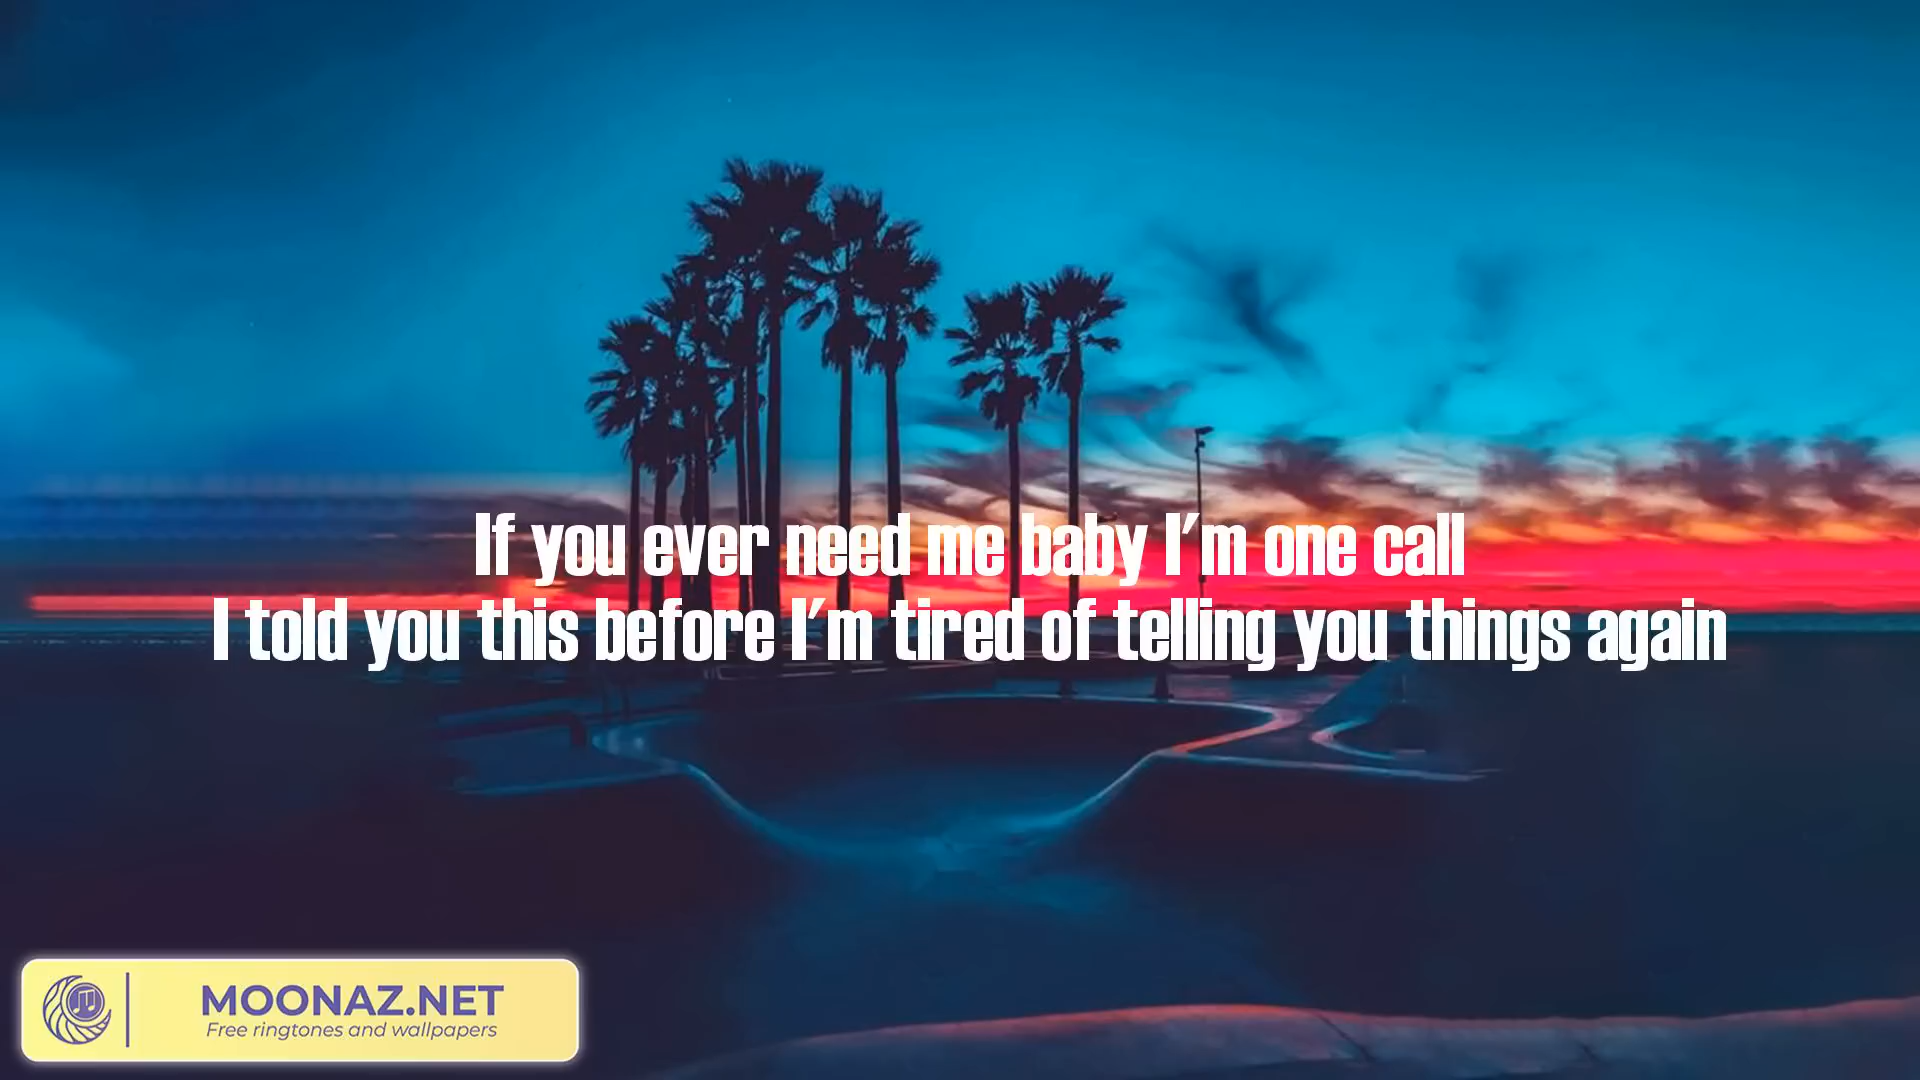 If you ever need me baby I'm one call
I told you this before I'm tired of telling you things again
MOONAZ.NET
Free ringtones and wallpapers